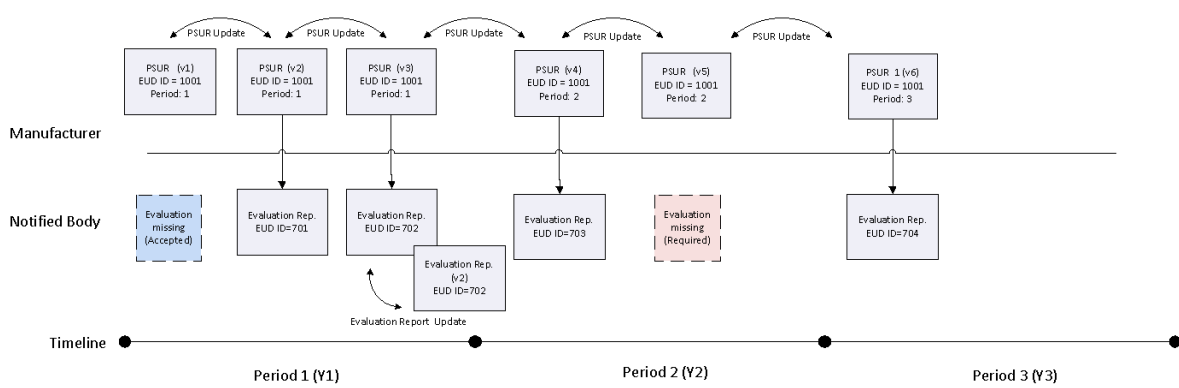 PSUR Update
PSUR Update
PSUR Update
PSUR Update
PSUR Update
PSUR (v1)
EUD ID = 1001
Period: 1
PSUR (v2)
EUD ID = 1001
Period: 1
PSUR (v3)
EUD ID = 1001
Period: 1
PSUR (v4)
EUD ID = 1001
Period: 2
PSUR (v5)
EUD ID = 1001
Period: 2
PSUR 1 (v6)
EUD ID = 1001
Period: 3
Manufacturer
Notified Body
Evaluation
missing
(Accepted)
Evaluation Rep.
EUD ID=701
Evaluation Rep.
EUD ID=702
Evaluation Rep.
(v2)
EUD ID=702
Evaluation Report Update
Evaluation Rep.
EUD ID=703
Evaluation
missing
(Required)
Evaluation Rep.
EUD ID=704
Timeline
Period 1 (Y1)
Period 2 (Y2)
Period 3 (Y3)